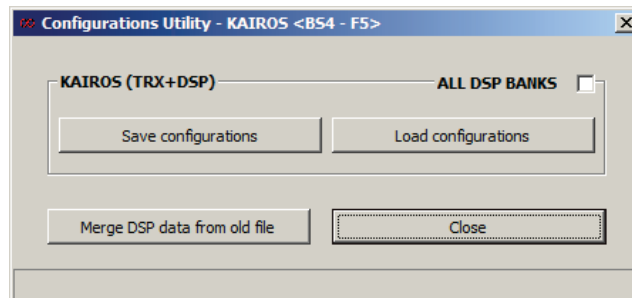 Configurations Utility - KAIROS <BS4 - F5>
KAIROS (TRX+DSP) ALL DSP BANKS
Save configurations Load configurations
Merge DSP data from old file Close